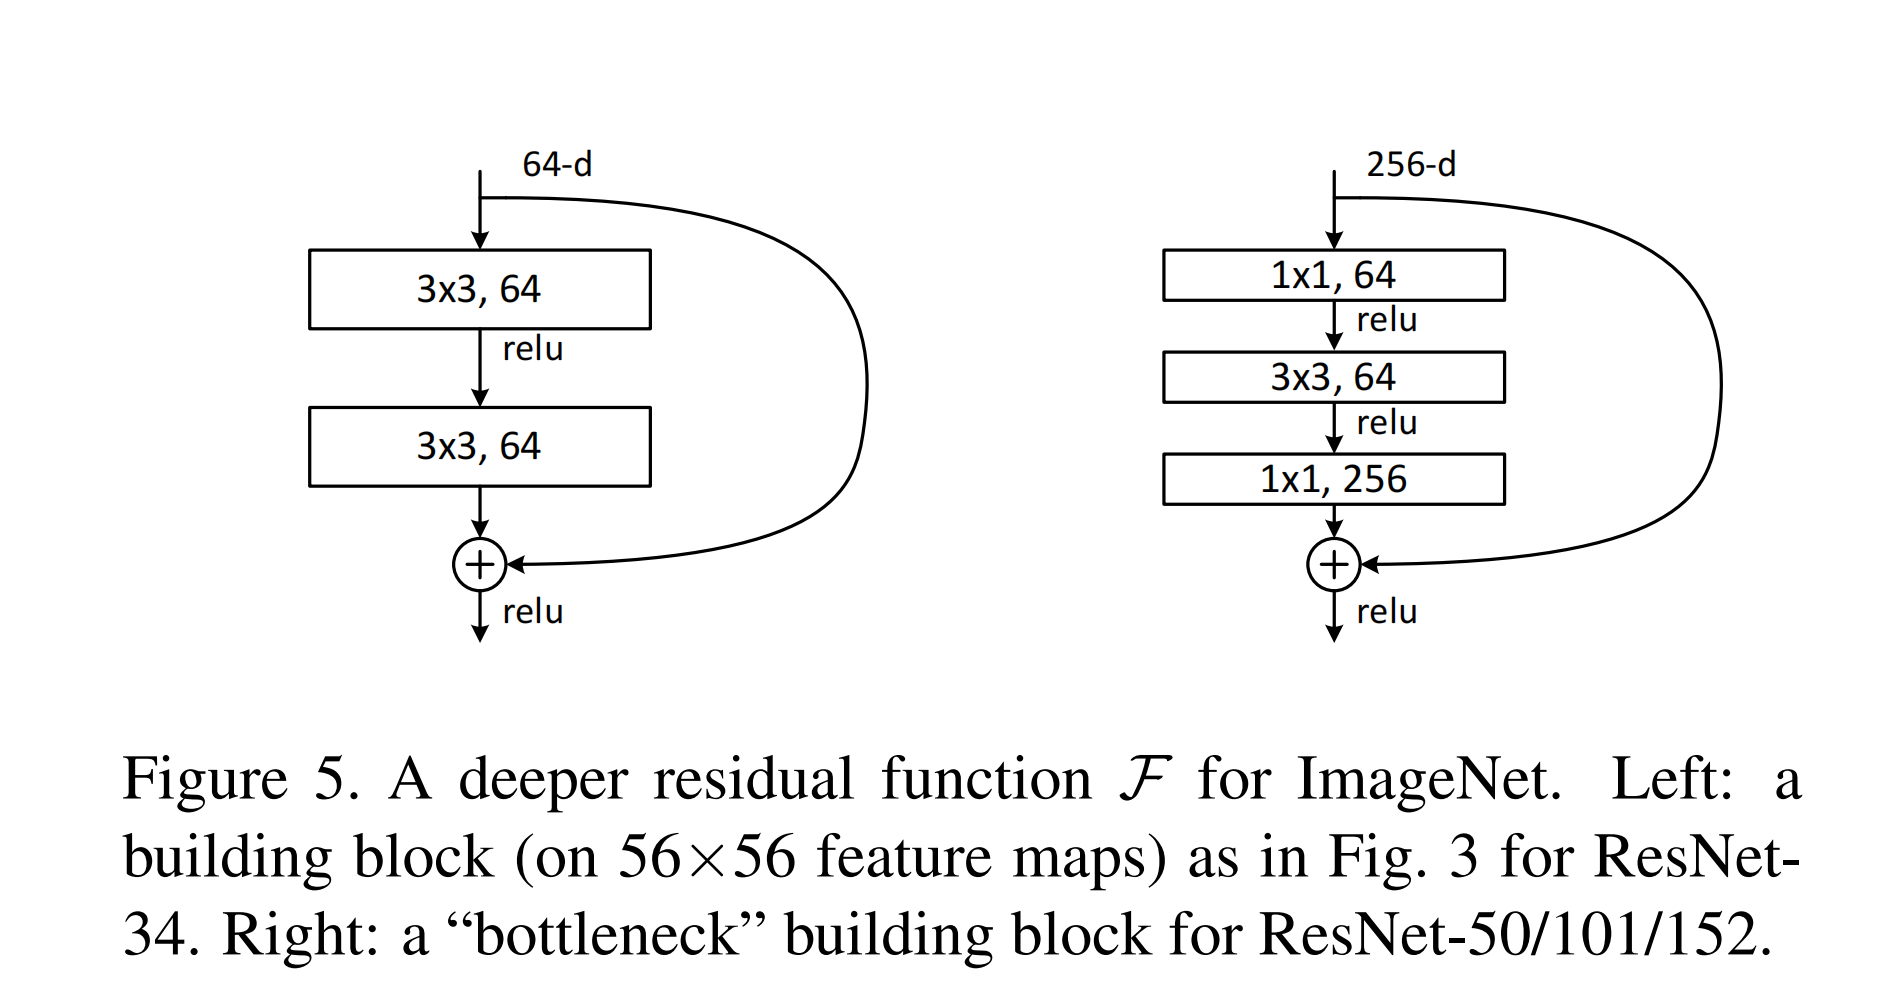 64-d
3x3, 64
relu
3x3, 64
relu
256-d
1x1, 64
relu
3x3, 64
relu
1x1, 256
relu
Figure 5. A deeper residual function ℱ for ImageNet. Left: a
building block (on 56×56 feature maps) as in Fig. 3 for ResNet-
34. Right: a “bottleneck” building block for ResNet-50/101/152.